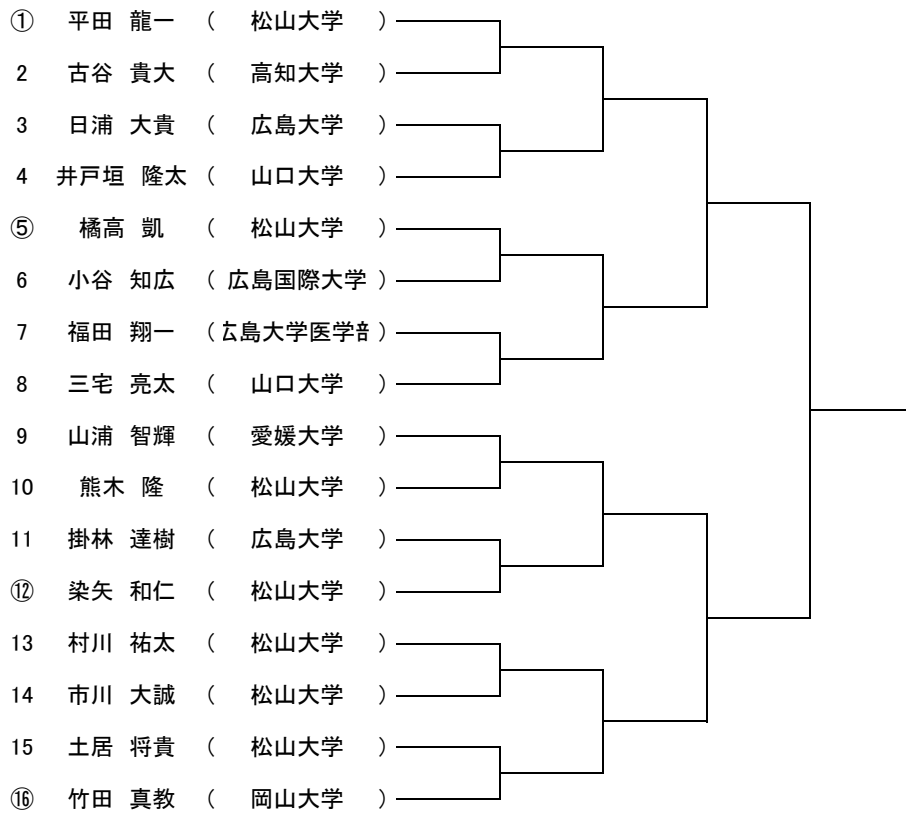 ① 平田 龍一 ( 松山大学 )
2 古谷 貴大 ( 高知大学 )
3 日浦 大貴 ( 広島大学 )
4 井戸垣 隆太 ( 山口大学 )
⑤ 橘高 凱 ( 松山大学 )
6 小谷 知広 ( 広島国際大学 )
7 福田 翔一 ( 広島大学医学部 )
8 三宅 亮太 ( 山口大学 )
9 山浦 智輝 ( 愛媛大学 )
10 熊木 隆 ( 松山大学 )
11 掛林 達樹 ( 広島大学 )
⑫ 染矢 和仁 ( 松山大学 )
13 村川 祐太 ( 松山大学 )
14 市川 大誠 ( 松山大学 )
15 土居 将貴 ( 松山大学 )
⑯ 竹田 真教 ( 岡山大学 )